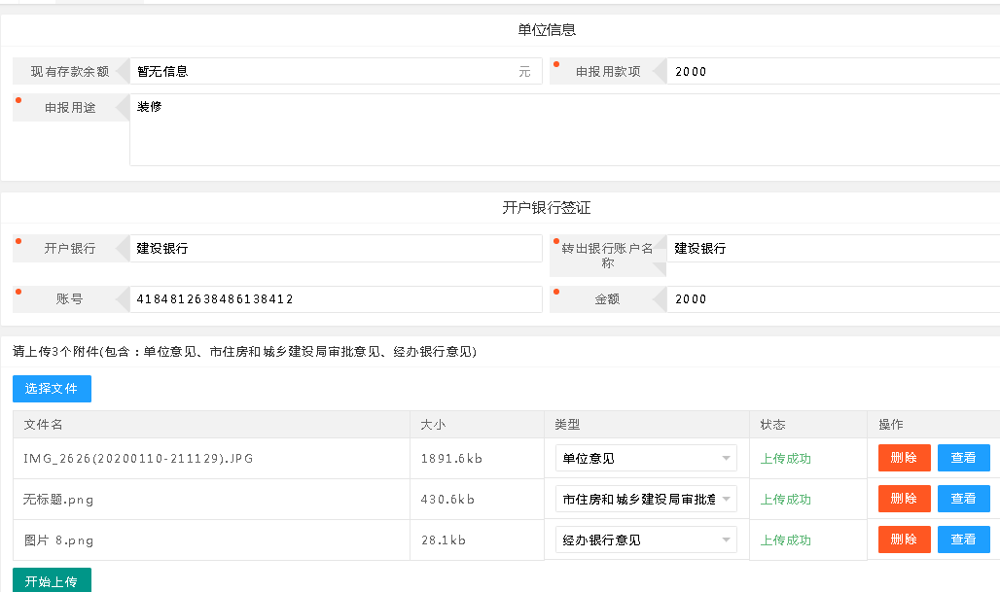 单位信息
现有存款余额 暂无信息 元 申报用款项 2000
申报用途 装修
开户银行签证
开户银行 建设银行 转出银行账户名称 建设银行
账号 4184812638486138412 金额 2000
请上传3个附件(包含：单位意见、市住房和城乡建设局审批意见、经办银行意见)
选择文件
文件名 大小 类型 状态 操作
IMG_2626(20200110-211129).JPG 1891.6kb 单位意见 上传成功 删除 查看
无标题.png 430.6kb 市住房和城乡建设局审批意 上传成功 删除 查看
图片 8.png 28.1kb 经办银行意见 上传成功 删除 查看
开始上传